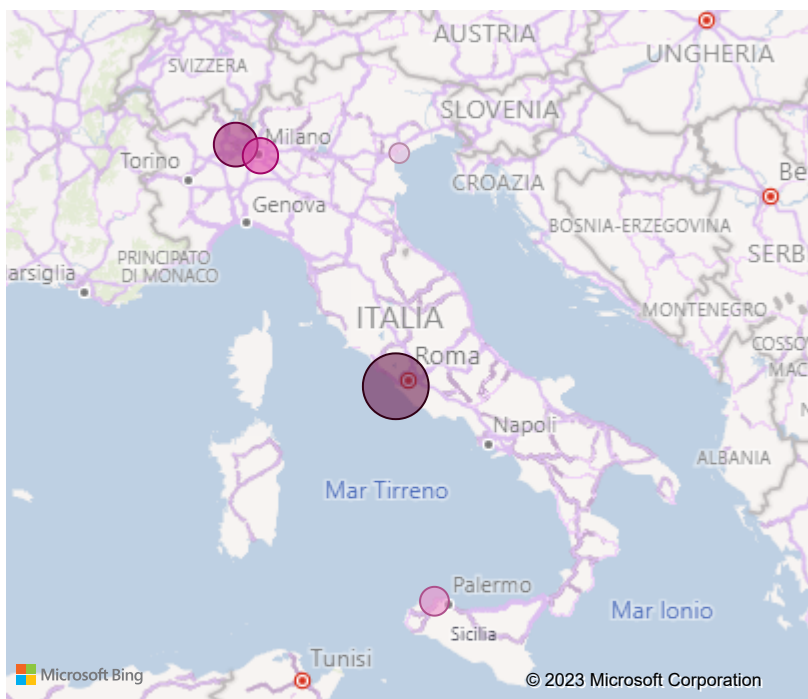 AUSTRIA
UNGHERIA
SVIZZERA
SLOVENIA
Milano
Torino
CROAZIA
Be
Genova
BOSNIA-ERZEGOVINA
PRINCIPATO
DI MONACO
SERB
arsiglia
MONTENEGRO
ITALIA
COSSO
Roma
MAC
N
Napoli
ALBANIA
Mar Tirreno
Palermo
Mar Ionio
Sicilia
Tunisi
Microsoft Bing
© 2023 Microsoft Corporation